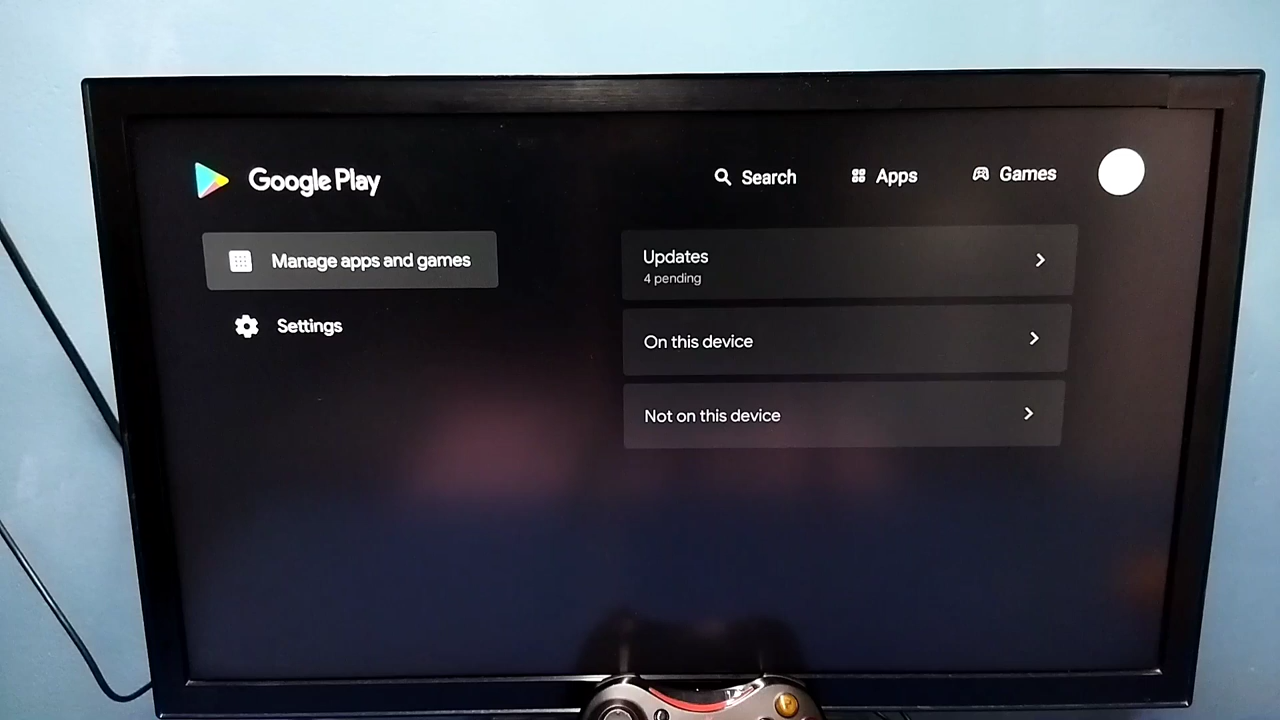 Google Play
Search
Apps
Games
Manage apps and games
Settings
Updates
4 pending
On this device
Not on this device